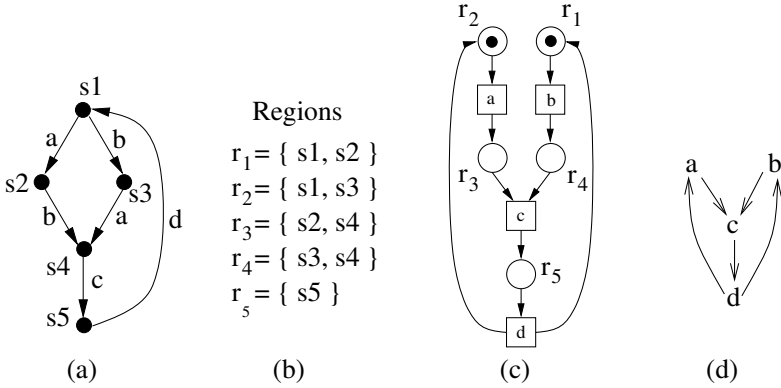 s1
a
b
s2
s3
b
a
d
s4
c
s5
(a)
Regions
r1 = { s1, s2 }
r2 = { s1, s3 }
r3 = { s2, s4 }
r4 = { s3, s4 }
r5 = { s5 }
(b)
r2
r1
a
b
r3
r4
c
r5
d
(c)
a
b
c
d
(d)